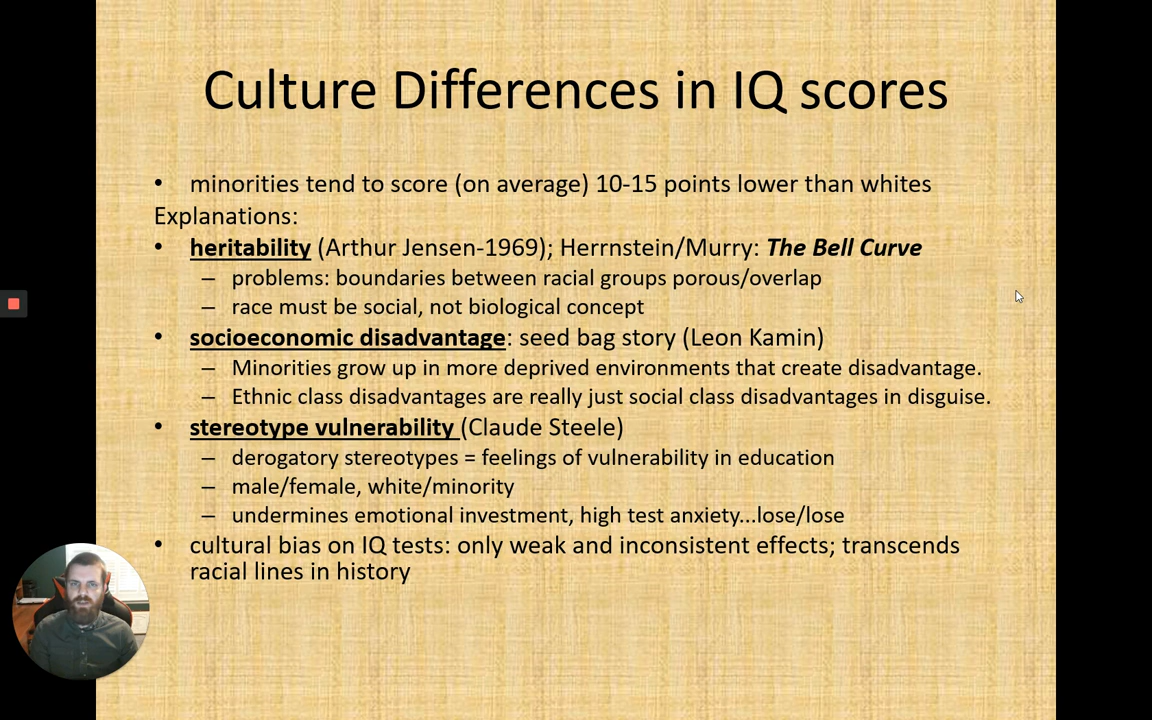 Culture Differences in IQ scores
• minorities tend to score (on average) 10-15 points lower than whites
Explanations:
• heritability (Arthur Jensen-1969); Herrnstein/Murry: The Bell Curve
– problems: boundaries between racial groups porous/overlap
– race must be social, not biological concept
• socioeconomic disadvantage: seed bag story (Leon Kamin)
– Minorities grow up in more deprived environments that create disadvantage.
– Ethnic class disadvantages are really just social class disadvantages in disguise.
• stereotype vulnerability (Claude Steele)
– derogatory stereotypes = feelings of vulnerability in education
– male/female, white/minority
– undermines emotional investment, high test anxiety...lose/lose
• cultural bias on IQ tests: only weak and inconsistent effects; transcends
racial lines in history